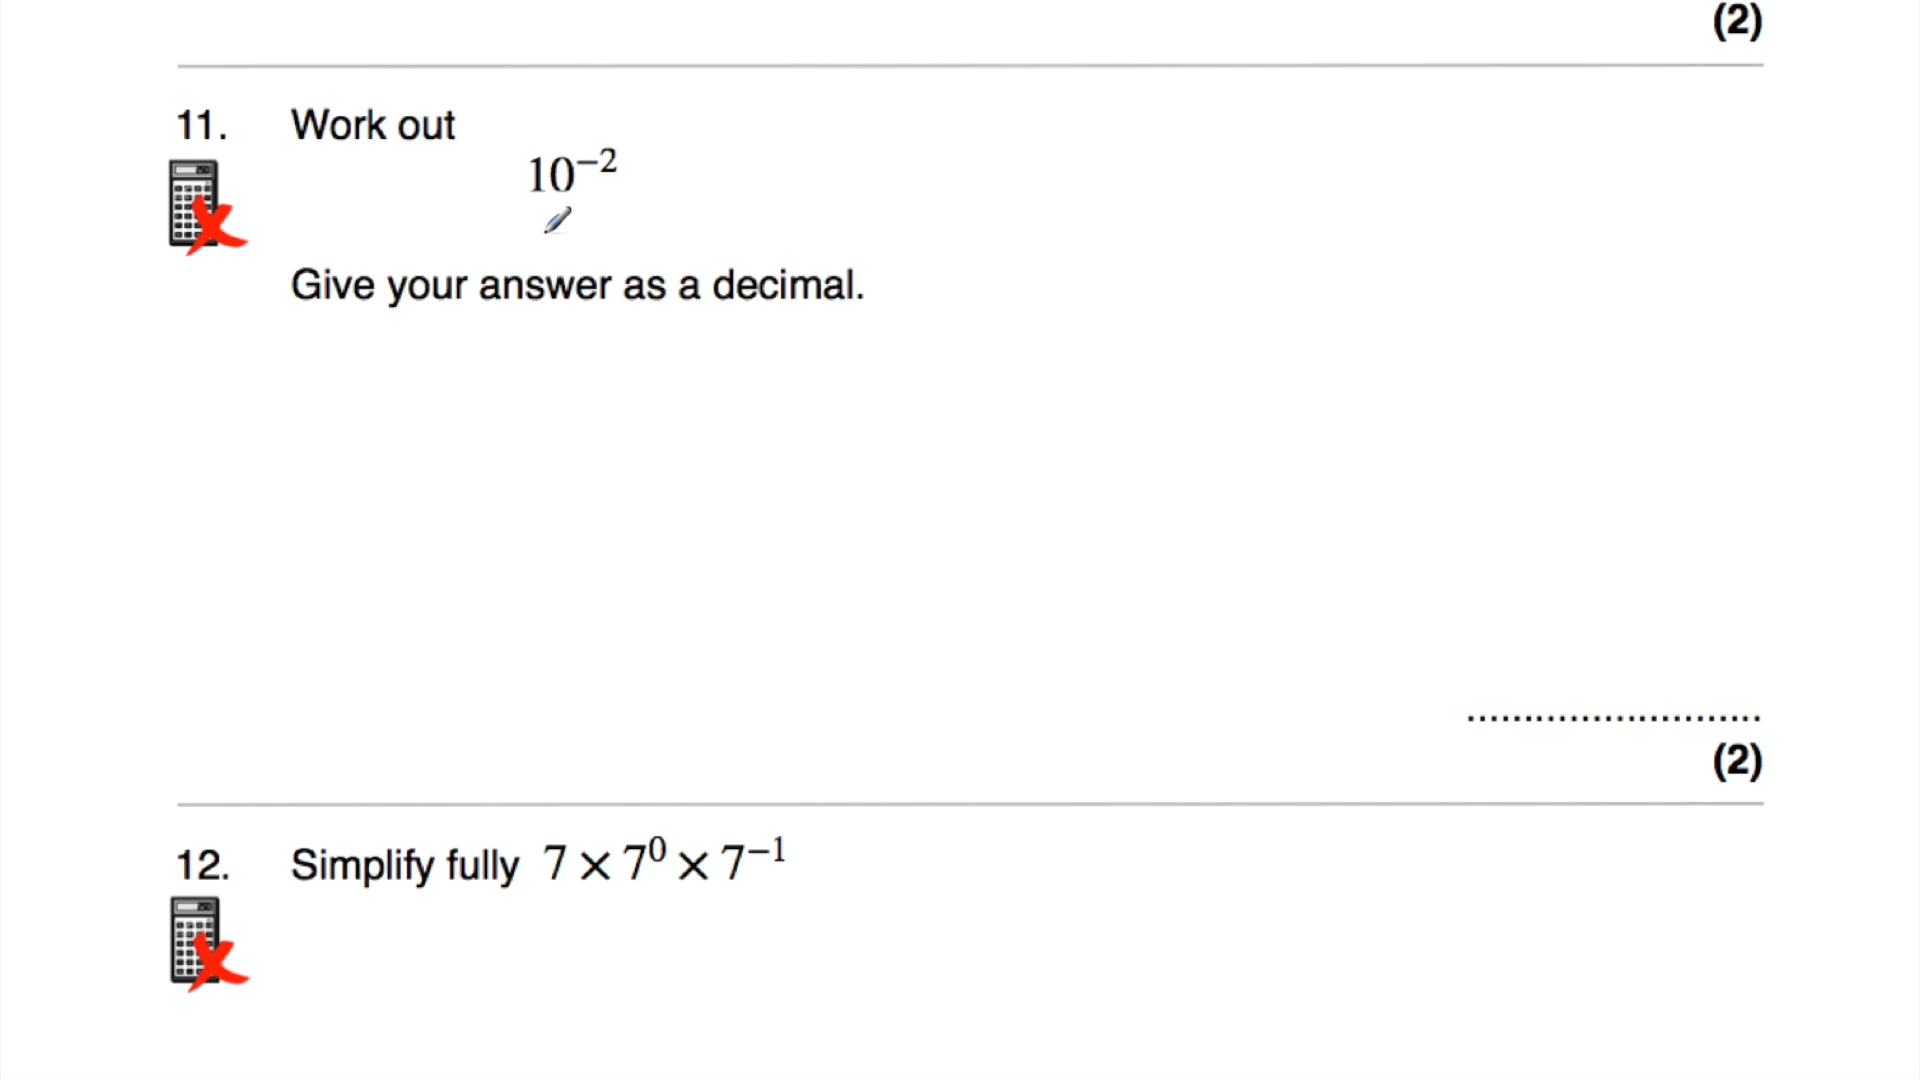 (2)
11. Work out
10⁻²
Give your answer as a decimal.
...........................
(2)
12. Simplify fully 7 × 7⁰ × 7⁻¹